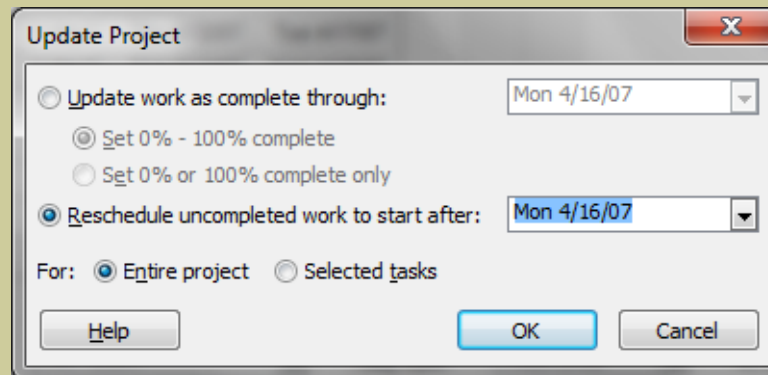 Update Project
Update work as complete through: Mon 4/16/07
Set 0% - 100% complete
Set 0% or 100% complete only
Reschedule uncompleted work to start after: Mon 4/16/07
For: Entire project Selected tasks
Help OK Cancel